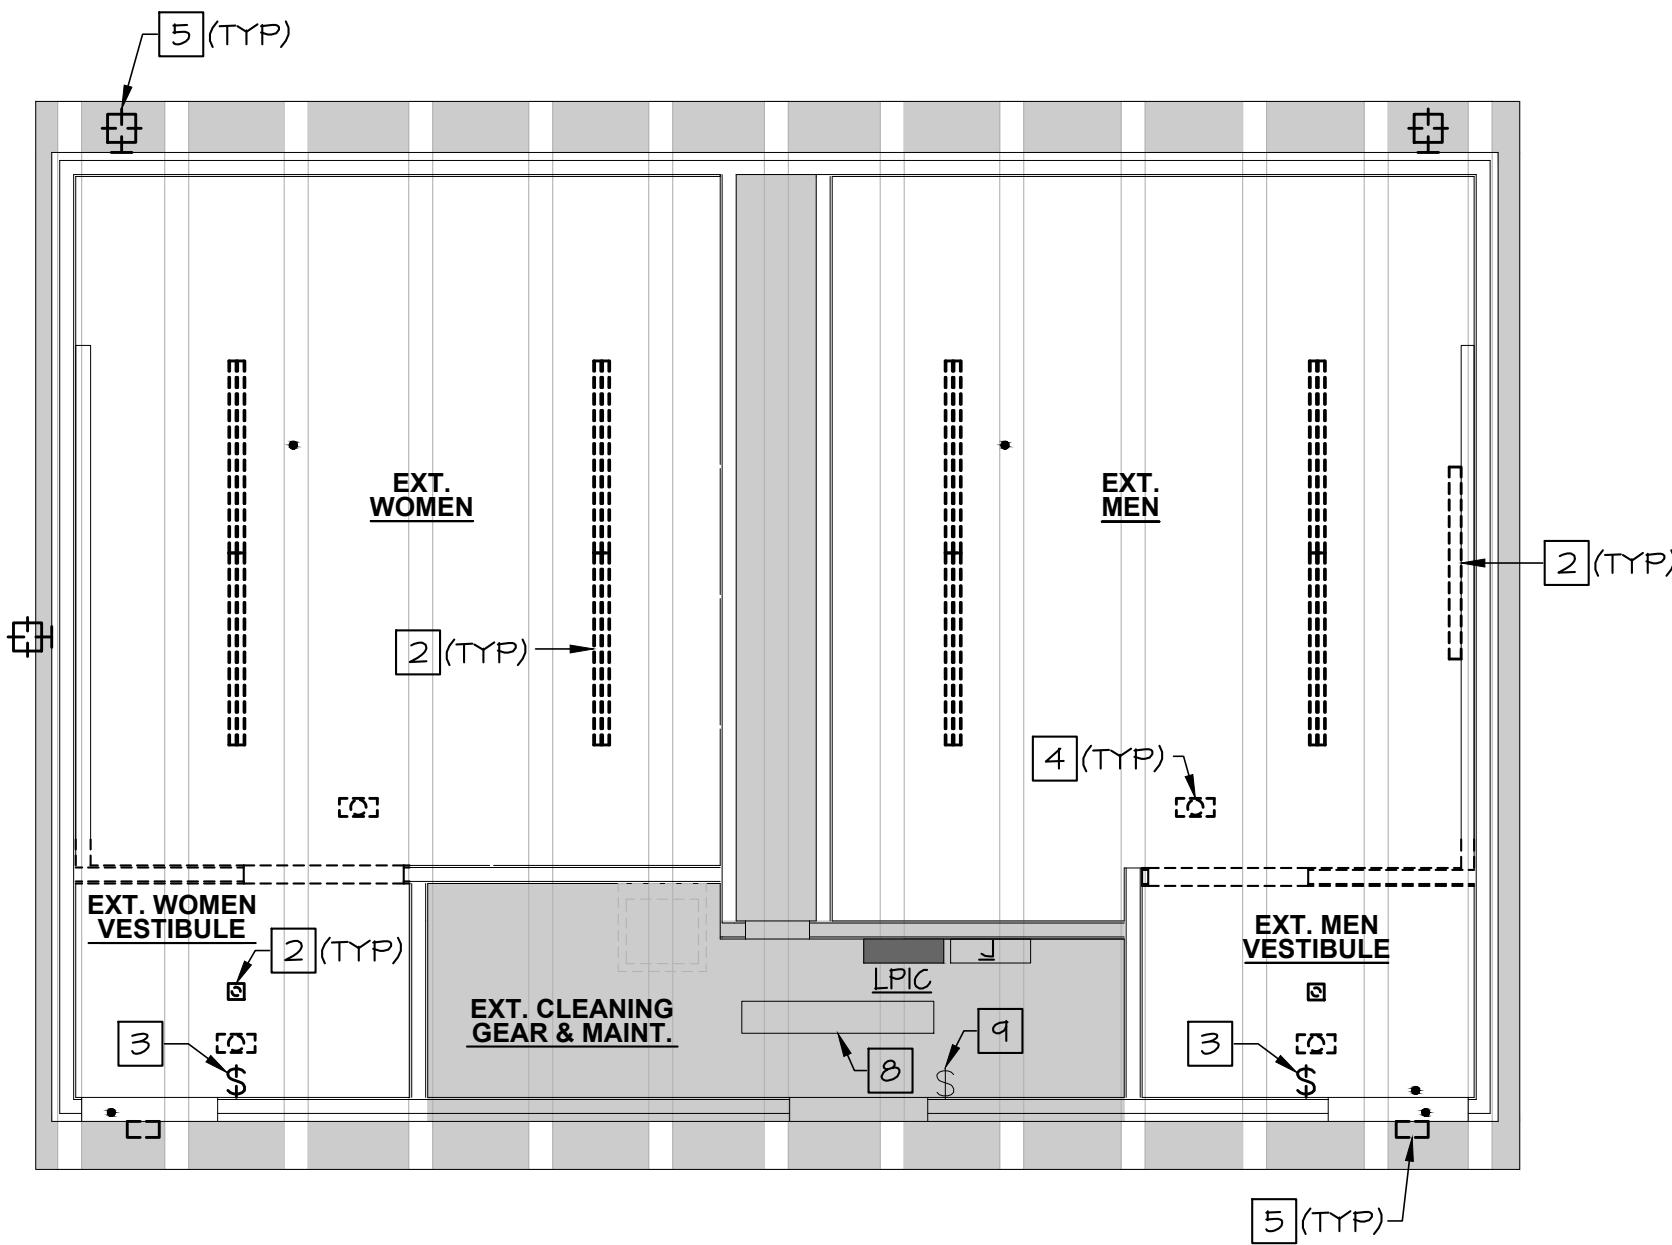 5 (TYP)
EXT.
WOMEN
EXT.
MEN
2 (TYP)
2 (TYP)
4 (TYP)
EXT. WOMEN
VESTIBULE
2 (TYP)
EXT. MEN
VESTIBULE
J
LPIC
EXT. CLEANING
GEAR & MAINT.
3
$
8
9
$
3
$
5 (TYP)